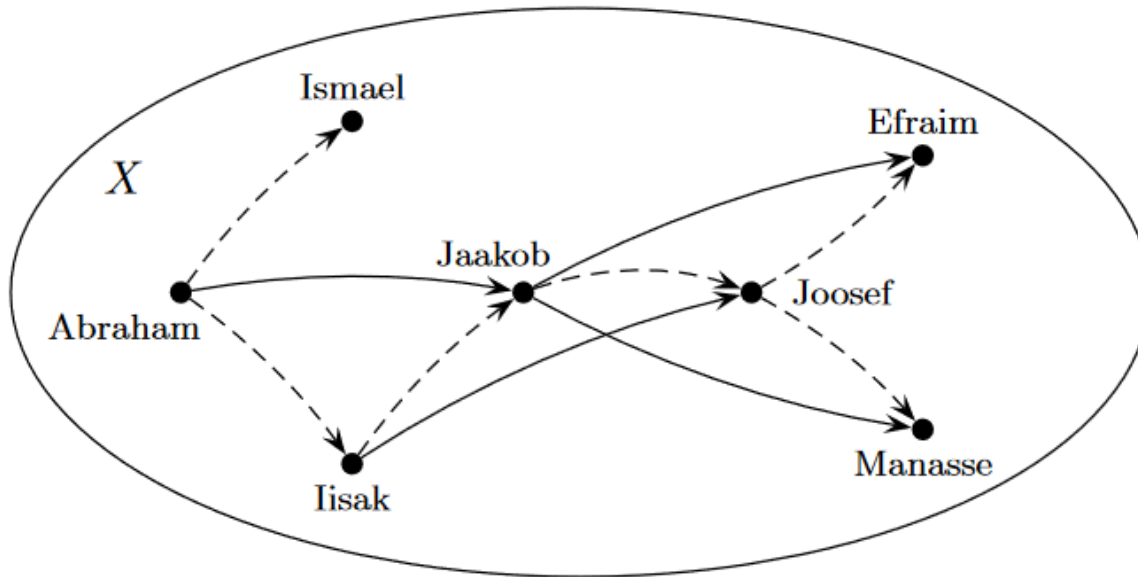 Ismael
Efraim
X
Jaakob
Joosef
Abraham
Manasse
Iisak